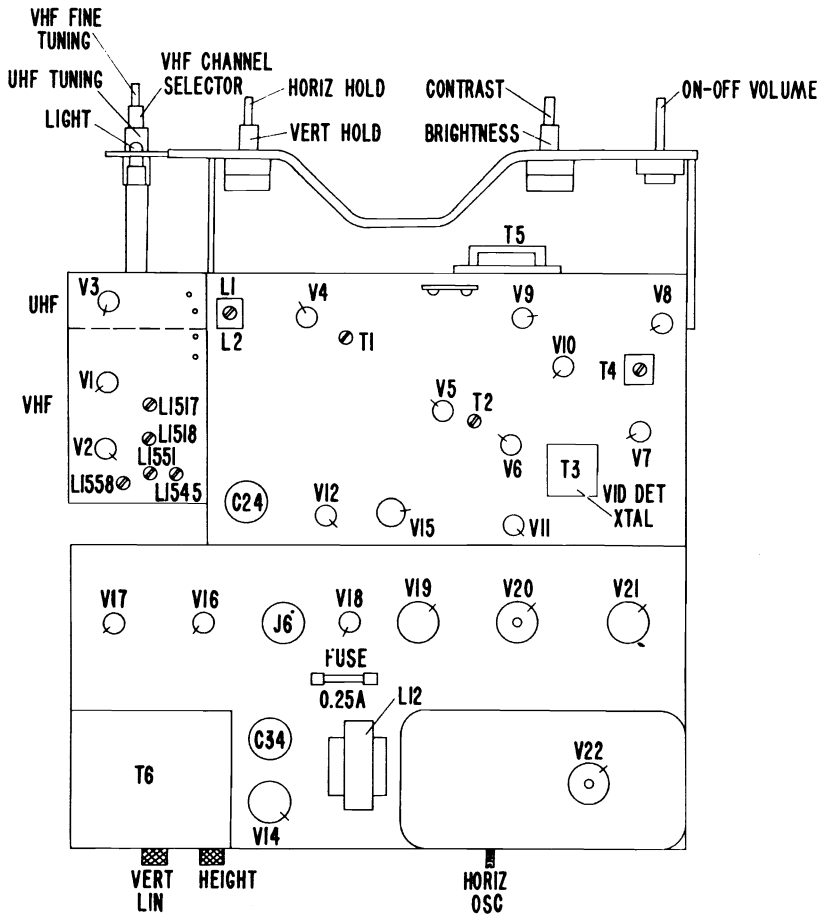 VHF FINE
TUNING
UHF TUNING
VHF CHANNEL
SELECTOR
LIGHT
HORIZ HOLD
VERT HOLD
CONTRAST
BRIGHTNESS
ON-OFF VOLUME
T5
UHF
V3
L1
L2
V4
T1
V9
V8
V10
T4
VHF
V1
L1517
V5
T2
V2
L1518
L1551
L1558
L1545
V6
V7
T3
VID DET
XTAL
C24
V12
V15
V11
V17
V16
J6
V18
V19
V20
V21
FUSE
0.25A
L12
C34
T6
V22
V14
VERT
LIN
HEIGHT
HORIZ
OSC